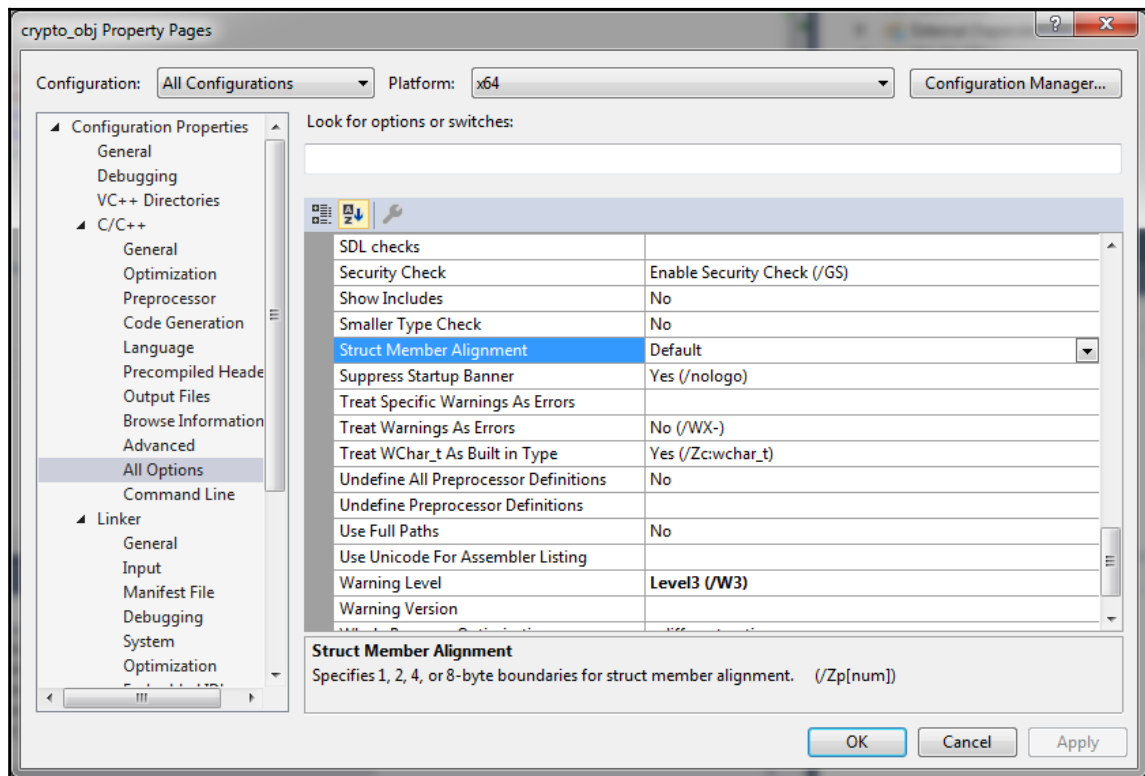 crypto_obj Property Pages
Configuration: All Configurations Platform: x64 Configuration Manager...
Configuration Properties
General
Debugging
VC++ Directories
C/C++
General
Optimization
Preprocessor
Code Generation
Language
Precompiled Heade
Output Files
Browse Information
Advanced
All Options
Command Line
Linker
General
Input
Manifest File
Debugging
System
Optimization
Look for options or switches:
SDL checks
Security Check Enable Security Check (/GS)
Show Includes No
Smaller Type Check No
Struct Member Alignment Default
Suppress Startup Banner Yes (/nologo)
Treat Specific Warnings As Errors
Treat Warnings As Errors No (/WX-)
Treat WChar_t As Built in Type Yes (/Zc:wchar_t)
Undefine All Preprocessor Definitions No
Undefine Preprocessor Definitions
Use Full Paths No
Use Unicode For Assembler Listing
Warning Level Level3 (/W3)
Warning Version
Struct Member Alignment
Specifies 1, 2, 4, or 8-byte boundaries for struct member alignment. (/Zp[num])
OK Cancel Apply